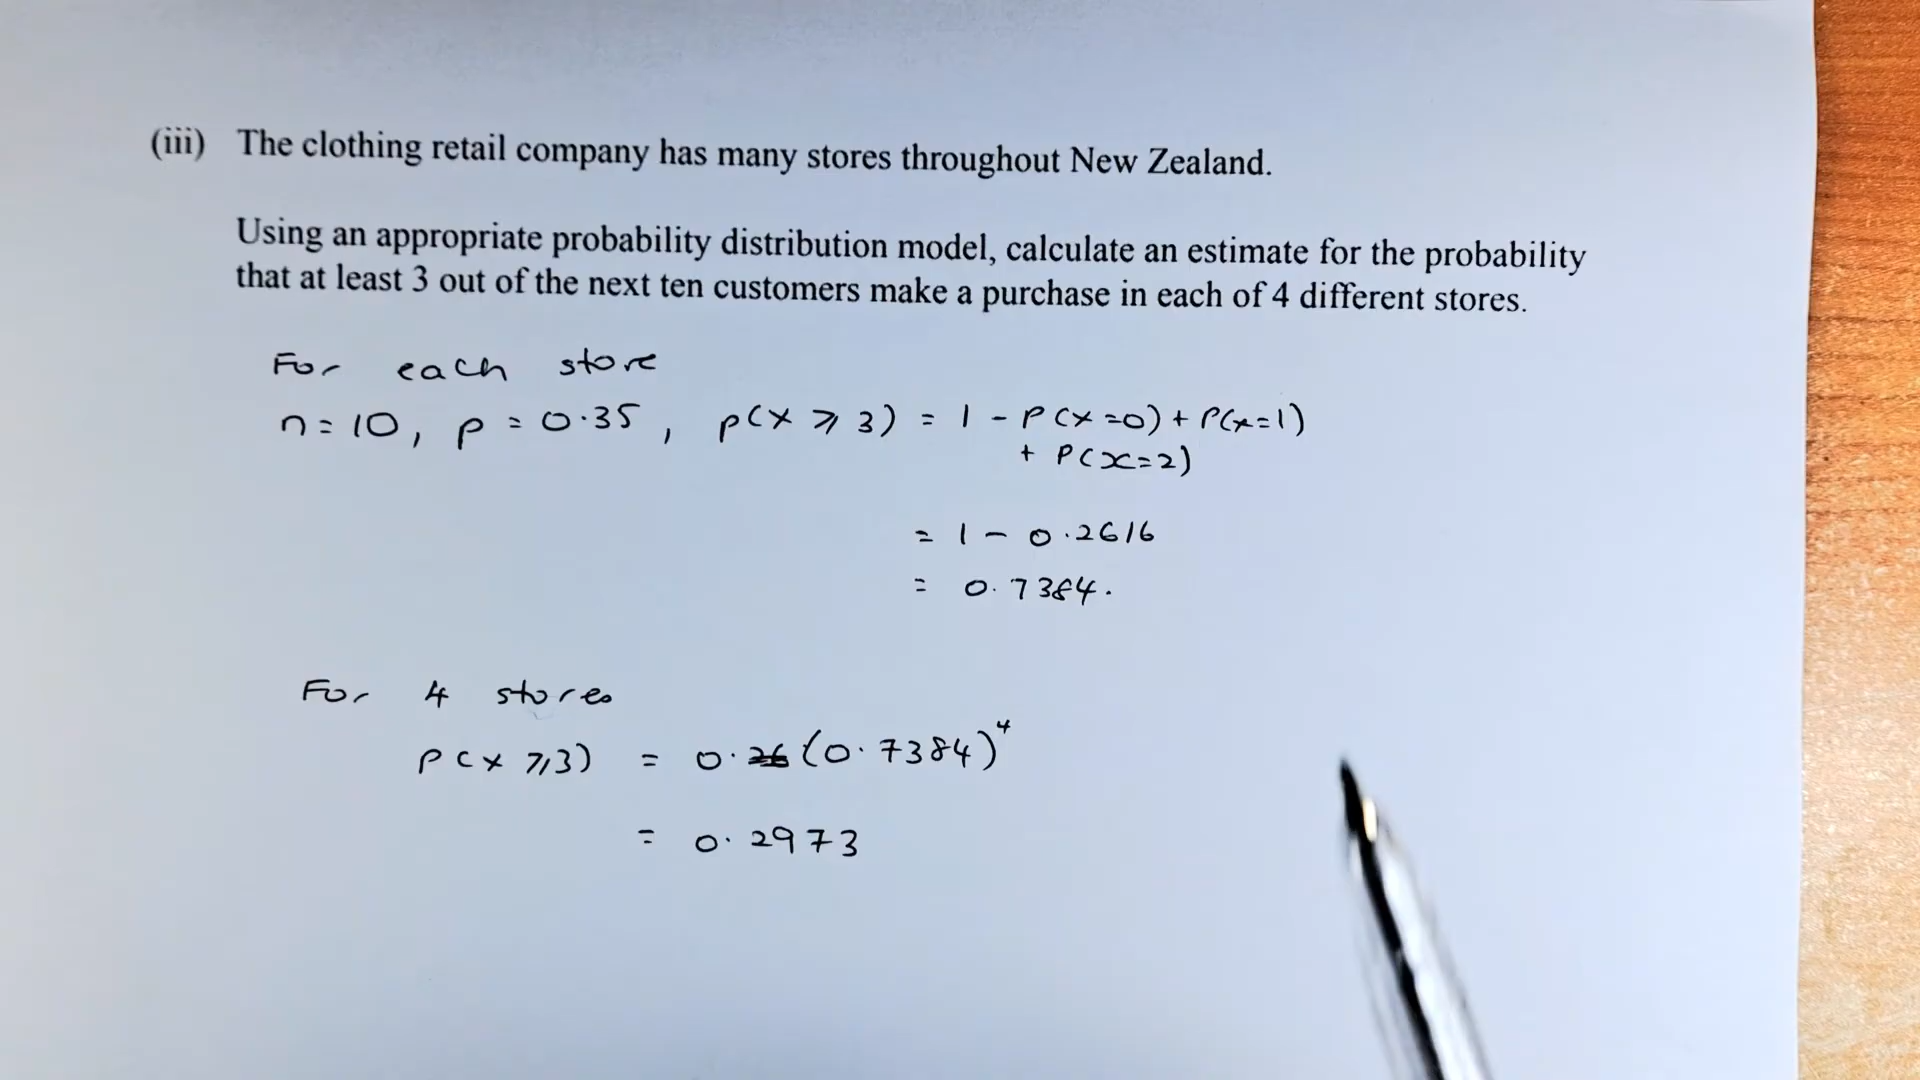 (iii) The clothing retail company has many stores throughout New Zealand.
Using an appropriate probability distribution model, calculate an estimate for the probability
that at least 3 out of the next ten customers make a purchase in each of 4 different stores.
For each store
n = 10, p = 0.35, P(X ⩾ 3) = 1 - P(X=0) + P(x=1)
+ P(x=2)
= 1 - 0.2616
= 0.7384.
For 4 stores
P(x ⩾ 3) = 0. (0.7384)⁴
= 0.2973